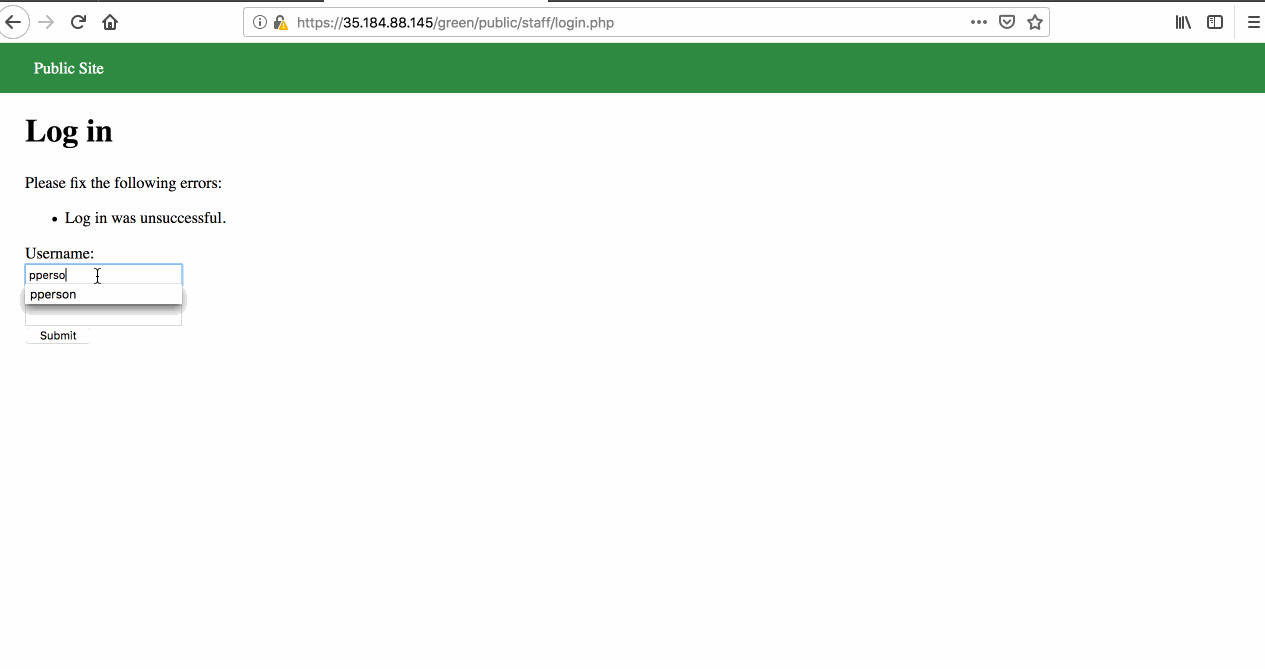 https://35.184.88.145/green/public/staff/login.php
Public Site
Log in
Please fix the following errors:
• Log in was unsuccessful.
Username:
pperso
pperson
Submit